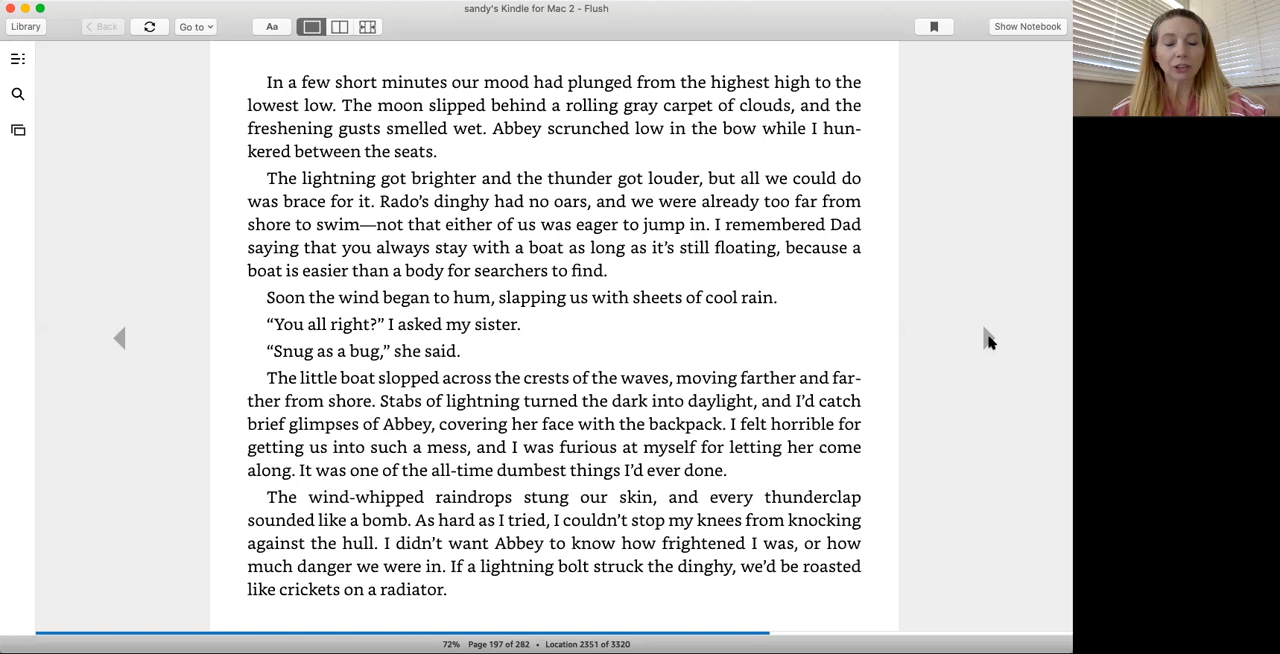 sandy's Kindle for Mac 2 - Flush
Library
Back
Go to
Aa
Show Notebook
In a few short minutes our mood had plunged from the highest high to the
lowest low. The moon slipped behind a rolling gray carpet of clouds, and the
freshening gusts smelled wet. Abbey scrunched low in the bow while I hun-
kered between the seats.
The lightning got brighter and the thunder got louder, but all we could do
was brace for it. Rado’s dinghy had no oars, and we were already too far from
shore to swim—not that either of us was eager to jump in. I remembered Dad
saying that you always stay with a boat as long as it’s still floating, because a
boat is easier than a body for searchers to find.
Soon the wind began to hum, slapping us with sheets of cool rain.
“You all right?” I asked my sister.
“Snug as a bug,” she said.
The little boat slopped across the crests of the waves, moving farther and far-
ther from shore. Stabs of lightning turned the dark into daylight, and I’d catch
brief glimpses of Abbey, covering her face with the backpack. I felt horrible for
getting us into such a mess, and I was furious at myself for letting her come
along. It was one of the all-time dumbest things I’d ever done.
The wind-whipped raindrops stung our skin, and every thunderclap
sounded like a bomb. As hard as I tried, I couldn’t stop my knees from knocking
against the hull. I didn’t want Abbey to know how frightened I was, or how
much danger we were in. If a lightning bolt struck the dinghy, we’d be roasted
like crickets on a radiator.
72% Page 197 of 282 • Location 2351 of 3320